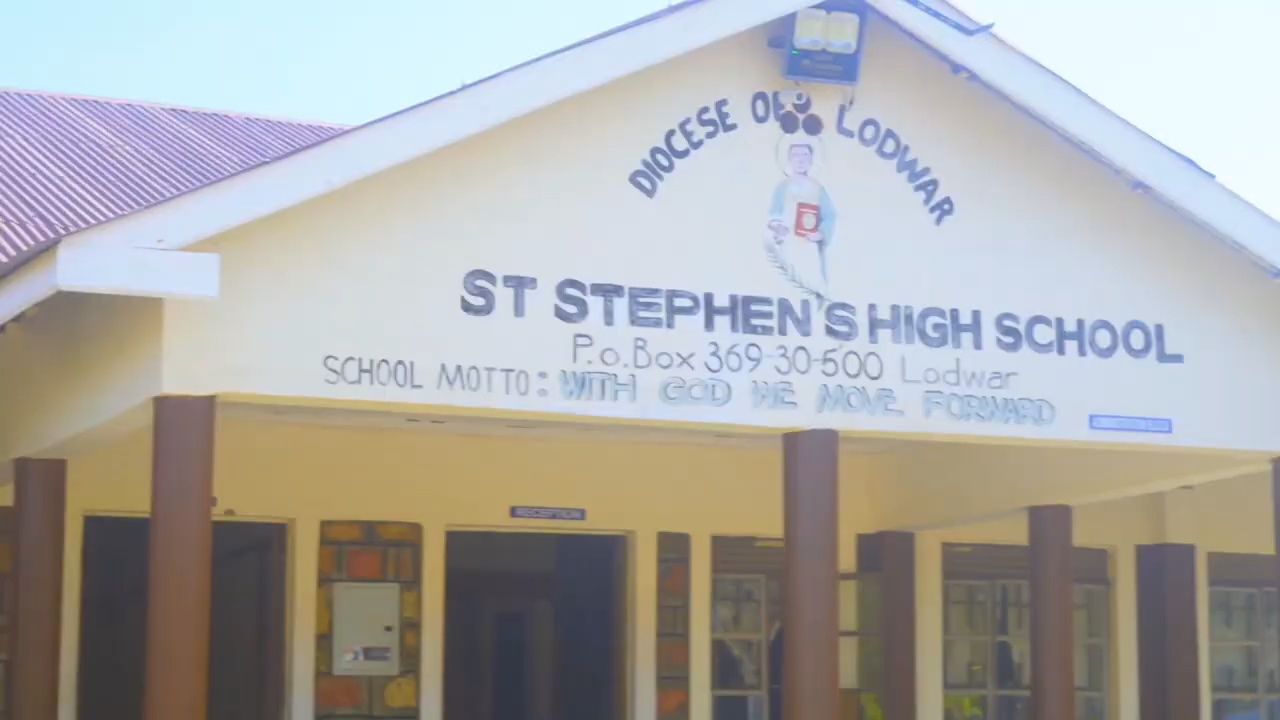 DIOCESE OF LODWAR
ST STEPHEN'S HIGH SCHOOL
P.o.Box 369-30-500 Lodwar
SCHOOL MOTTO: WITH GOD WE MOVE FORWARD
RECEPTION